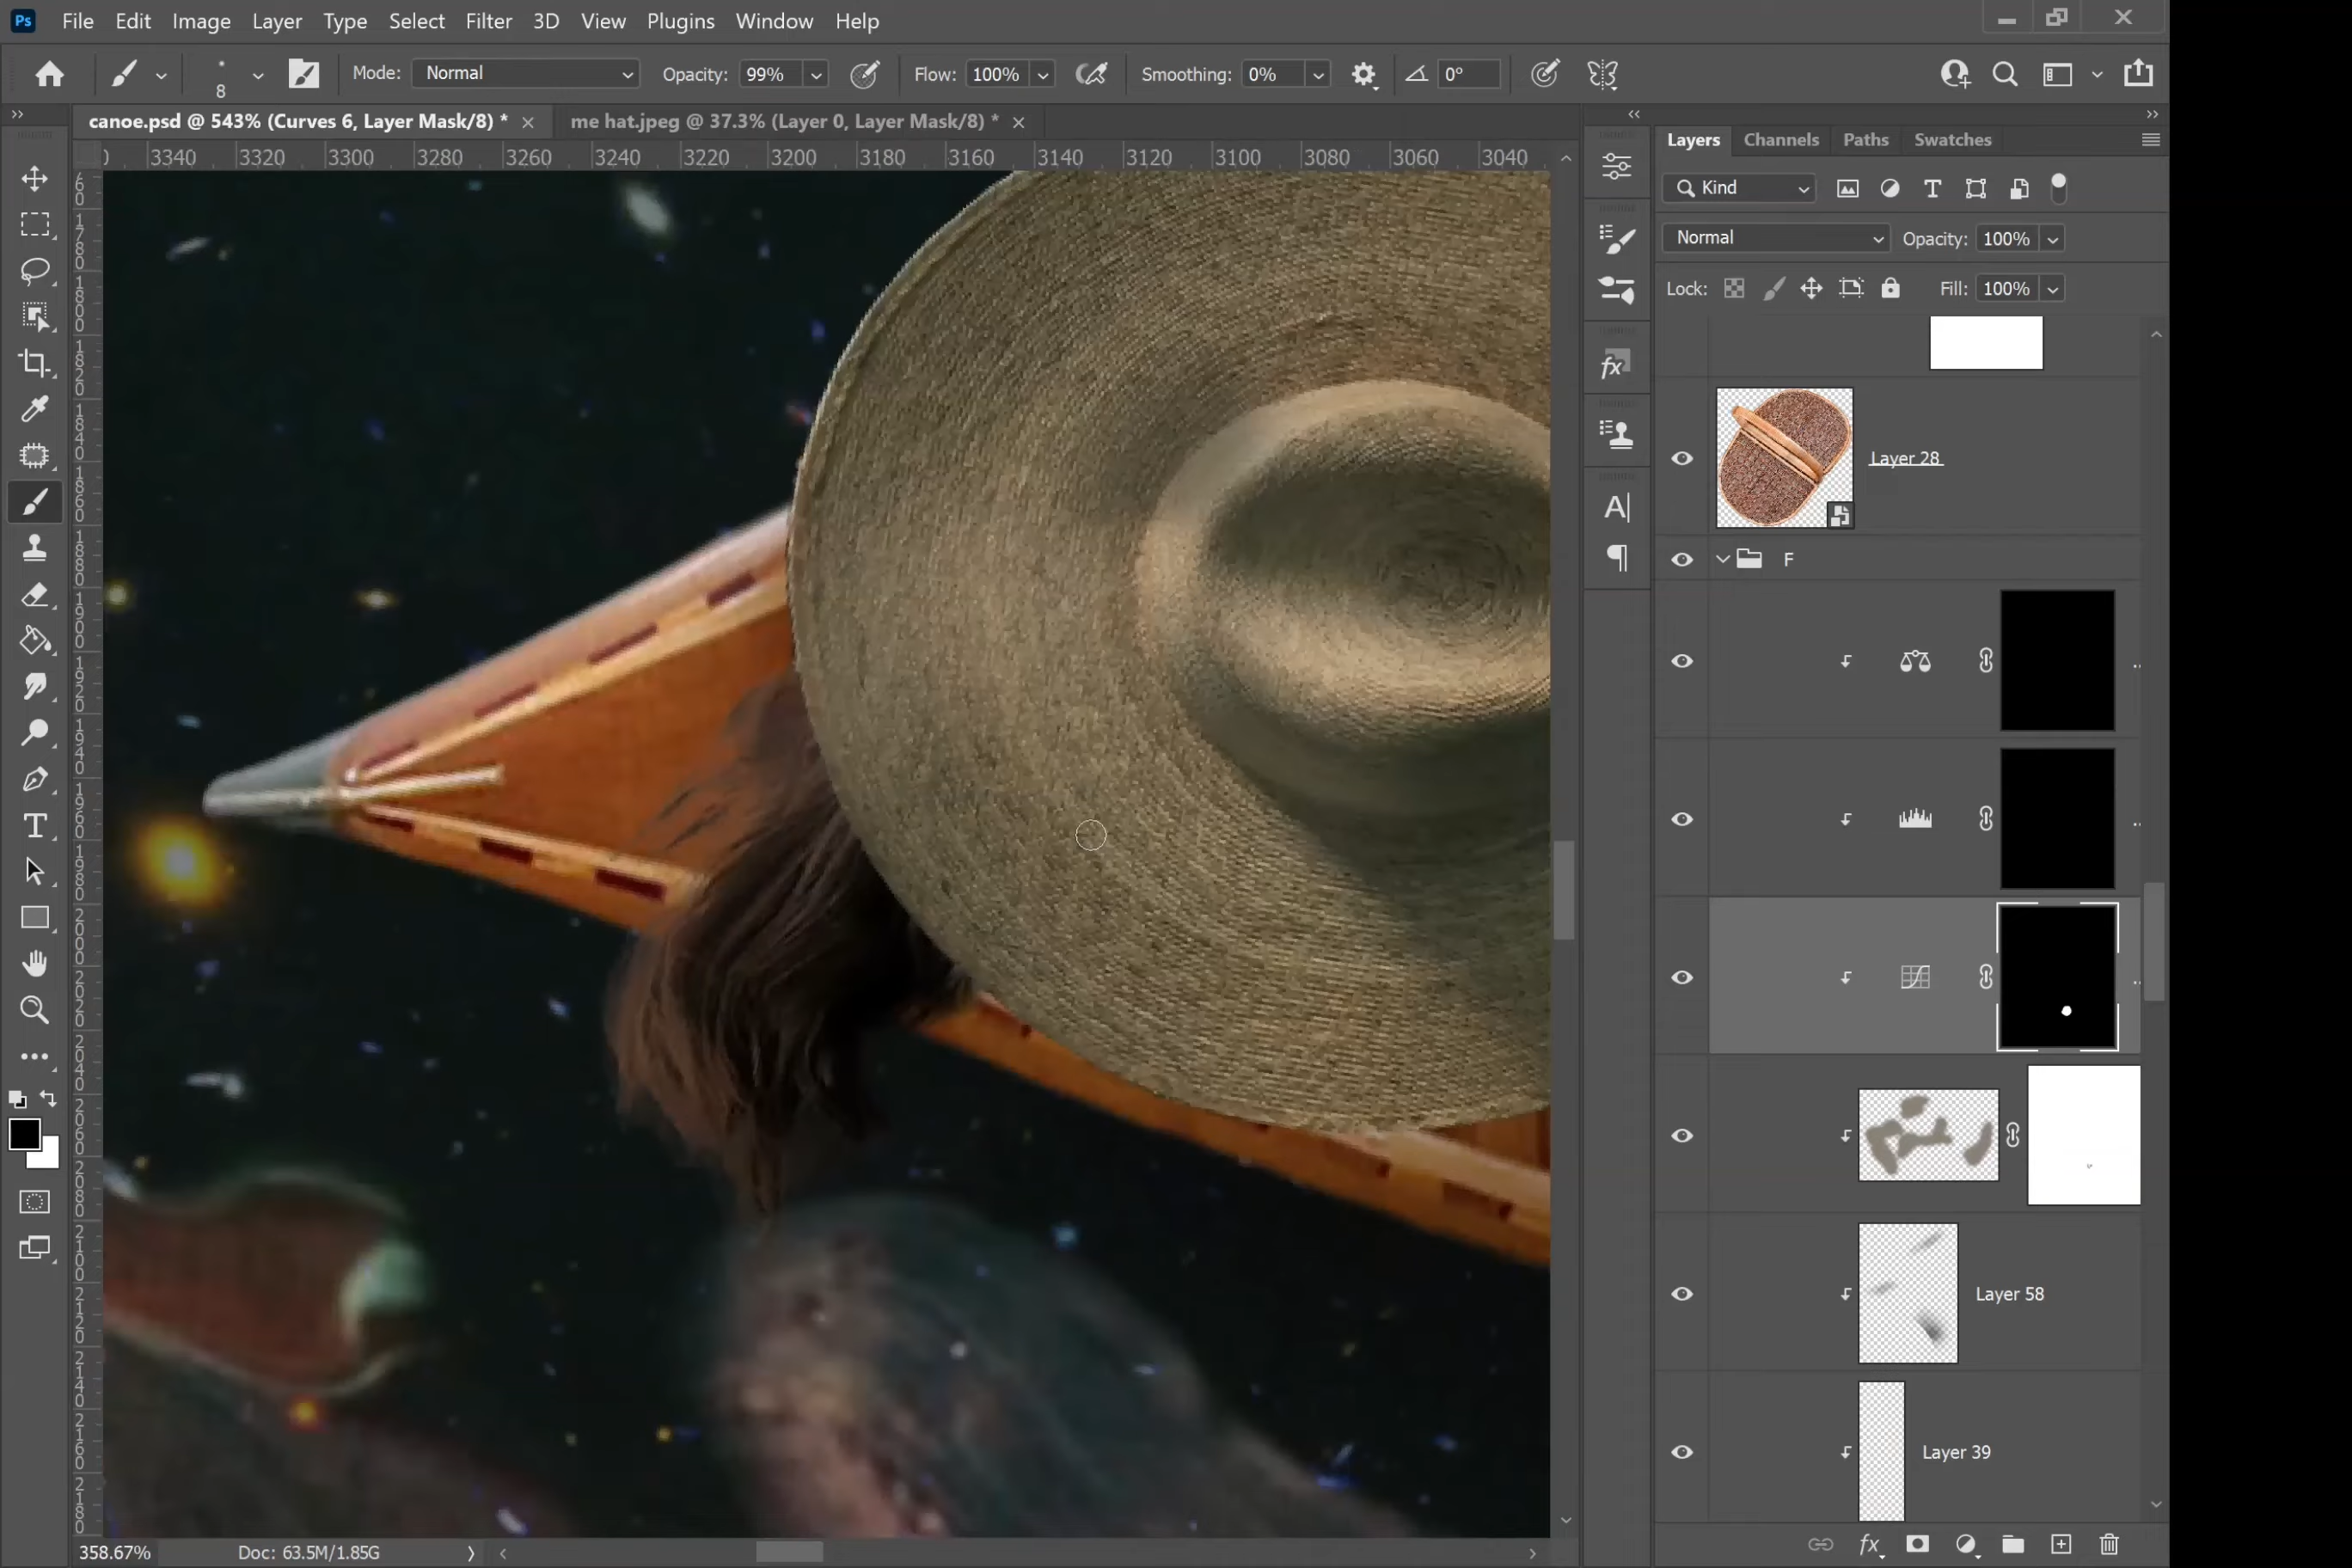 Ps File Edit Image Layer Type Select Filter 3D View Plugins Window Help
8 Mode: Normal Opacity: 99% Flow: 100% Smoothing: 0% 0°
canoe.psd @ 543% (Curves 6, Layer Mask/8) * me hat.jpeg @ 37.3% (Layer 0, Layer Mask/8) *
3340 3320 3300 3280 3260 3240 3220 3200 3180 3160 3140 3120 3100 3080 3060 3040
Layers Channels Paths Swatches
Kind
Normal Opacity: 100%
Lock: Fill: 100%
Layer 28
F
Layer 58
Layer 39
358.67% Doc: 63.5M/1.85G